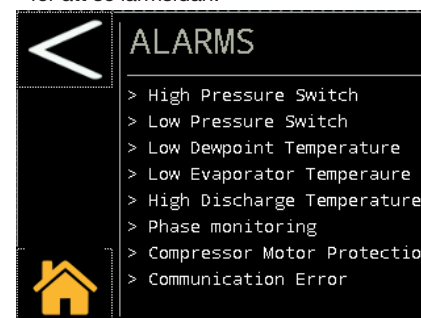 ALARMS
> High Pressure Switch
> Low Pressure Switch
> Low Dewpoint Temperature
> Low Evaporator Temperaure
> High Discharge Temperature
> Phase monitoring
> Compressor Motor Protectio
> Communication Error